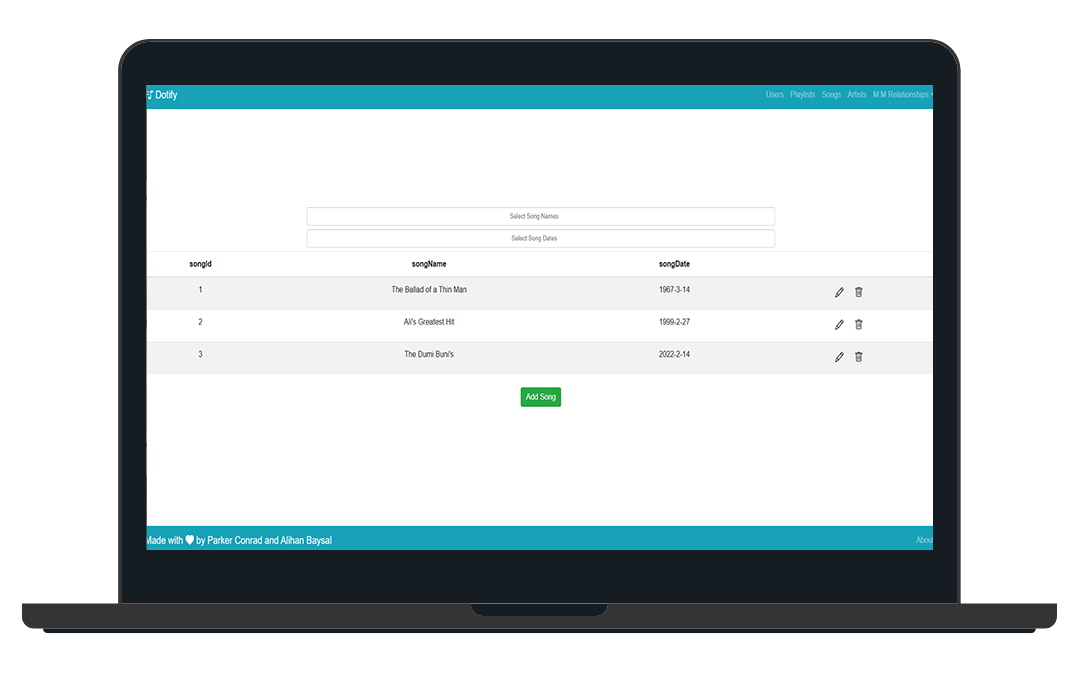 Dotify Users Playlists Songs Artists M:M Relationships
Select Song Names
Select Song Dates
songId songName songDate
1 The Ballad of a Thin Man 1967-3-14
2 Ali's Greatest Hit 1999-2-27
3 The Dumi Buni's 2022-2-14
Add Song
Made with by Parker Conrad and Alihan Baysal About